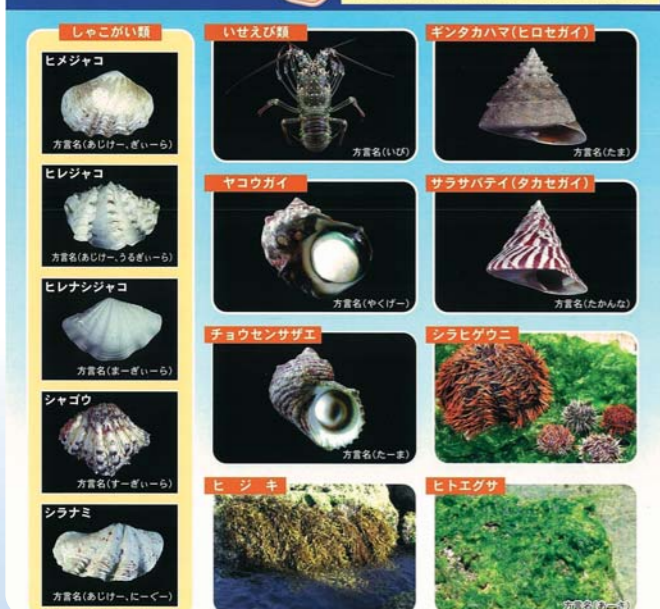 しゃこがい類
ヒメジャコ
方言名(あじけー、ぎぃーら)
ヒレジャコ
方言名(あじけー、うるぎぃーら)
ヒレナシジャコ
方言名(まーぎぃーら)
シャゴウ
方言名(すーぎぃーら)
シラナミ
方言名(あじけー、にーぐー)
いせえび類
方言名(いび)
ギンタカハマ(ヒロセガイ)
方言名(たま)
ヤコウガイ
方言名(やくげー)
サラサバテイ(タカセガイ)
方言名(たかんな)
チョウセンサザエ
方言名(たーま)
シラヒゲウニ
ヒジキ
ヒトエグサ
方言名(あーさ)